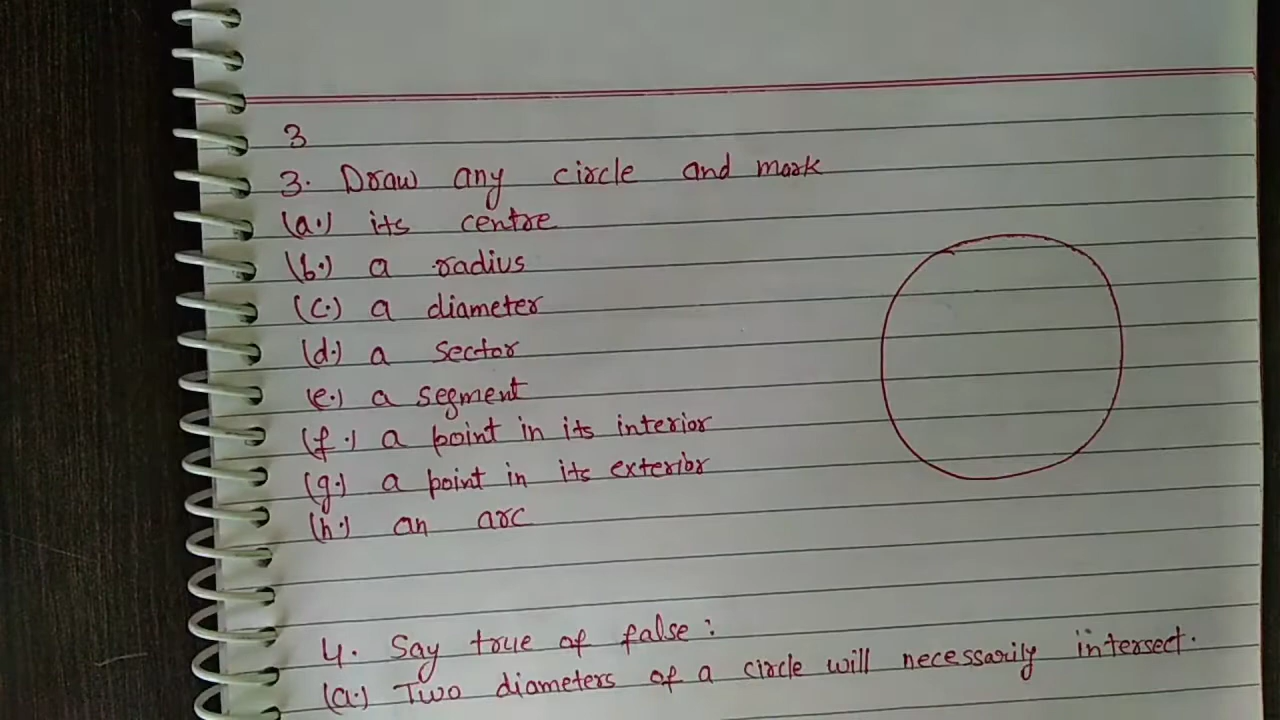 3
3. Draw any circle and mark
(a.) its centre
(b.) a radius
(c.) a diameter
(d.) a sector
(e.) a segment
(f.) a point in its interior
(g.) a point in its exterior
(h.) an arc
4. Say true of false:
(a.) Two diameters of a circle will necessarily intersect.